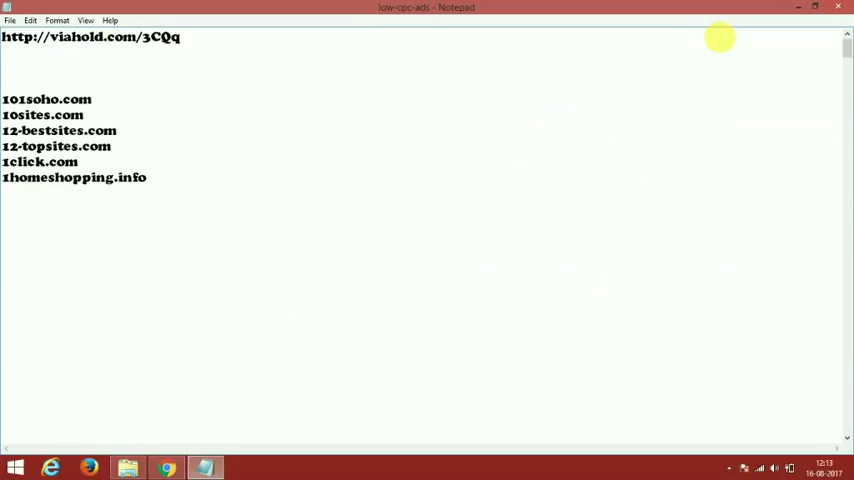 low-cpc-ads - Notepad
File Edit Format View Help
http://viahold.com/3CQq
101soho.com
10sites.com
12-bestsites.com
12-topsites.com
1click.com
1homeshopping.info
12:13
16-08-2017